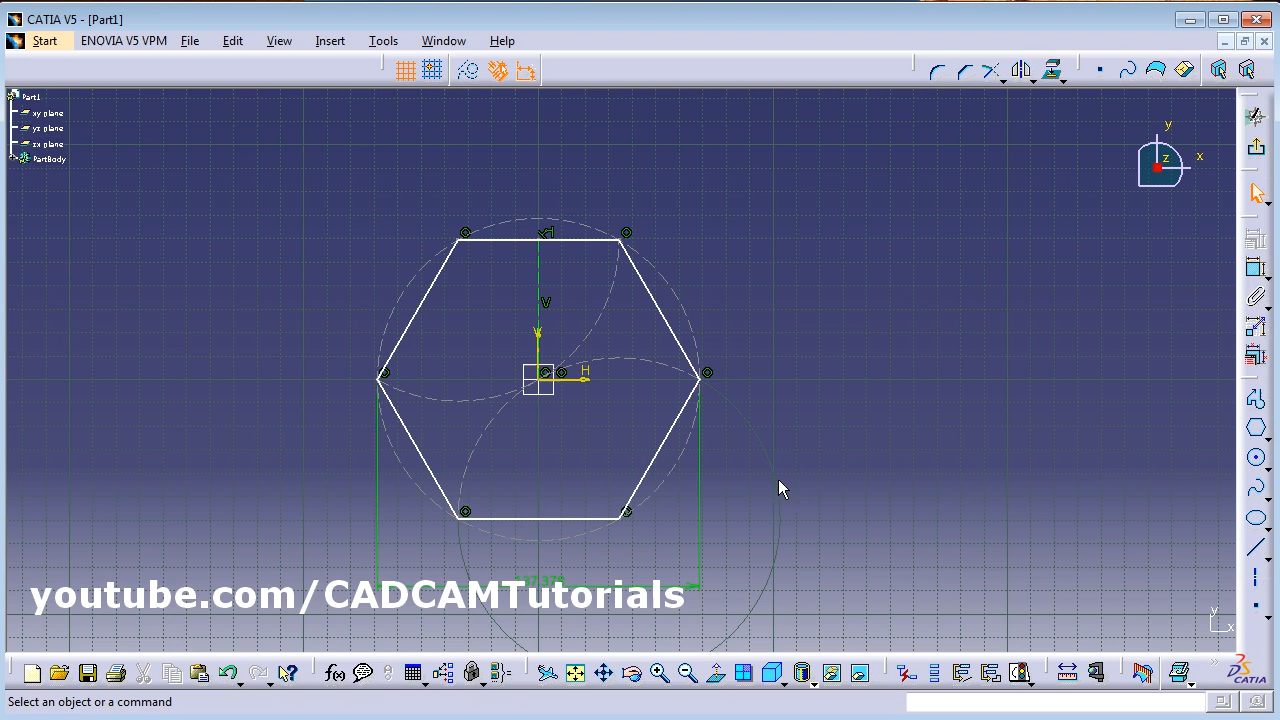 CATIA V5 - [Part1]
Start ENOVIA V5 VPM File Edit View Insert Tools Window Help
Part1
xy plane
yz plane
zx plane
PartBody
y
z x
V
V
H
youtube.com/CADCAMTutorials
y
x
f(x)
CATIA
Select an object or a command